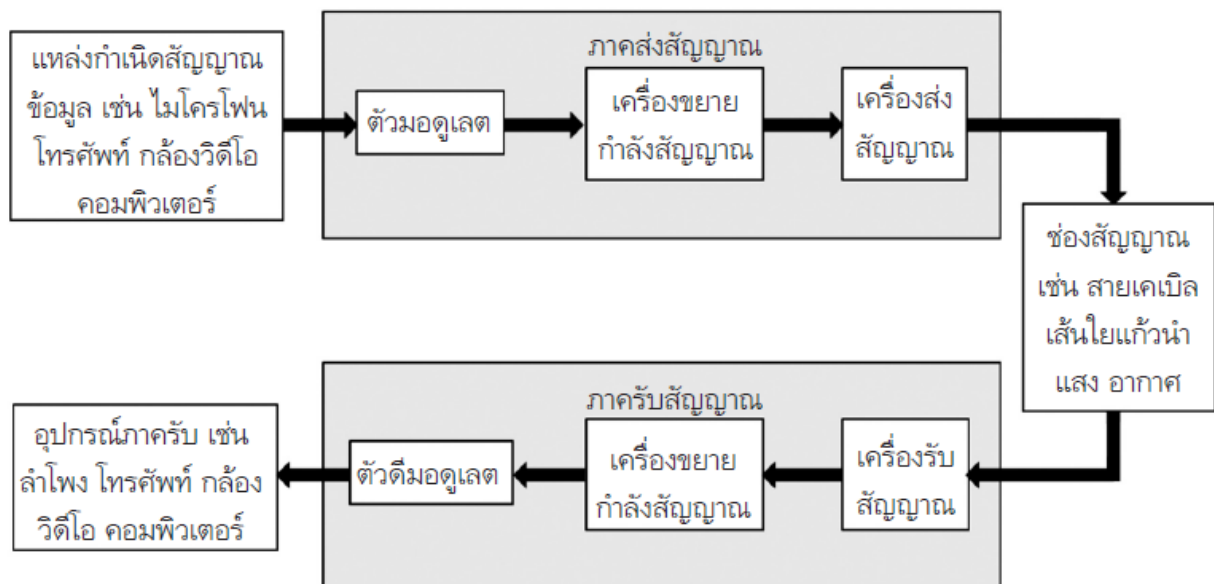 แหล่งกำเนิดสัญญาณ
ข้อมูล เช่น ไมโครโฟน
โทรศัพท์ กล้องวิดีโอ
คอมพิวเตอร์
ภาคส่งสัญญาณ
ตัวมอดูเลต
เครื่องขยาย
กำลังสัญญาณ
เครื่องส่ง
สัญญาณ
ช่องสัญญาณ
เช่น สายเคเบิล
เส้นใยแก้วนำ
แสง อากาศ
ภาครับสัญญาณ
เครื่องรับ
สัญญาณ
เครื่องขยาย
กำลังสัญญาณ
ตัวดีมอดูเลต
อุปกรณ์ภาครับ เช่น
ลำโพง โทรศัพท์ กล้อง
วิดีโอ คอมพิวเตอร์